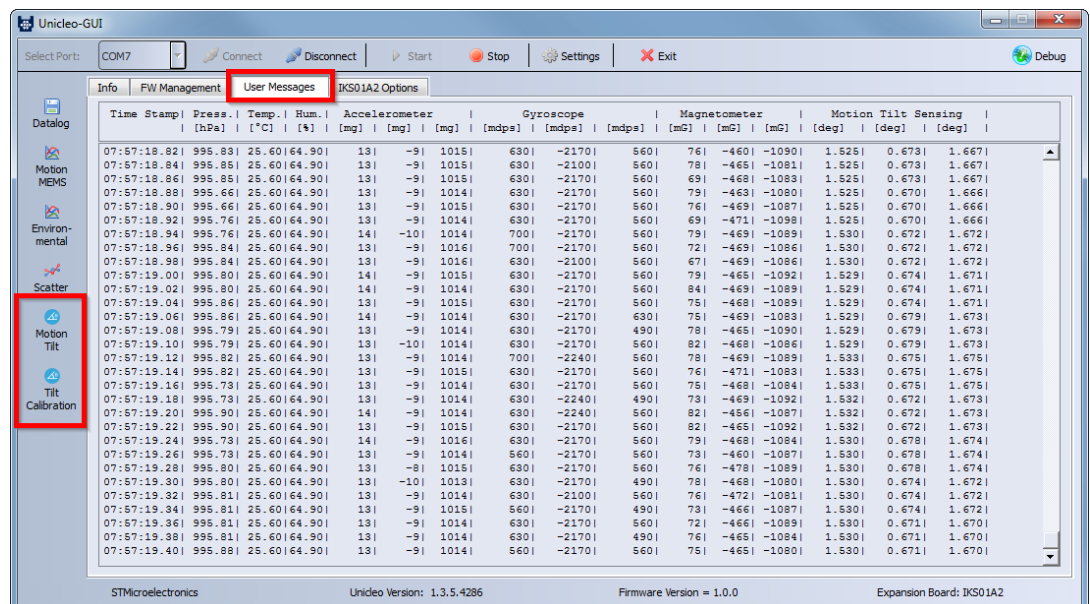 Unicleo-GUI
Select Port: COM7 Connect Disconnect Start Stop Settings Exit Debug
Info FW Management User Messages IKS01A2 Options
Datalog
Motion MEMS
Environ-mental
Scatter
Motion Tilt
Tilt Calibration
Time Stamp| Press.| Temp.| Hum.| Accelerometer | Gyroscope | Magnetometer | Motion Tilt Sensing |
| [hPa] | [°C] | [%] | [mg] | [mg] | [mg] | [mdps] | [mdps] | [mdps] | [mG] | [mG] | [mG] | [deg] | [deg] | [deg] |
07:57:18.82| 995.83| 25.60|64.90| 13| -9| 1015| 630| -2170| 560| 76| -460| -1090| 1.525| 0.673| 1.667|
07:57:18.84| 995.85| 25.60|64.90| 13| -9| 1015| 630| -2100| 560| 78| -465| -1081| 1.525| 0.673| 1.667|
07:57:18.86| 995.85| 25.60|64.90| 13| -9| 1015| 630| -2170| 560| 69| -468| -1083| 1.525| 0.673| 1.667|
07:57:18.88| 995.66| 25.60|64.90| 13| -9| 1014| 630| -2170| 560| 79| -463| -1080| 1.525| 0.670| 1.666|
07:57:18.90| 995.66| 25.60|64.90| 13| -9| 1015| 630| -2170| 560| 76| -469| -1087| 1.525| 0.670| 1.666|
07:57:18.92| 995.76| 25.60|64.90| 13| -9| 1014| 630| -2170| 560| 69| -471| -1098| 1.525| 0.670| 1.666|
07:57:18.94| 995.76| 25.60|64.90| 14| -10| 1014| 700| -2170| 560| 79| -469| -1089| 1.530| 0.672| 1.672|
07:57:18.96| 995.84| 25.60|64.90| 13| -9| 1016| 700| -2170| 560| 72| -469| -1086| 1.530| 0.672| 1.672|
07:57:18.98| 995.84| 25.60|64.90| 13| -9| 1016| 630| -2100| 560| 67| -469| -1086| 1.530| 0.672| 1.672|
07:57:19.00| 995.80| 25.60|64.90| 14| -9| 1015| 630| -2170| 560| 79| -465| -1092| 1.529| 0.674| 1.671|
07:57:19.02| 995.80| 25.60|64.90| 14| -9| 1014| 630| -2170| 560| 84| -469| -1089| 1.529| 0.674| 1.671|
07:57:19.04| 995.86| 25.60|64.90| 13| -9| 1015| 630| -2170| 560| 75| -468| -1089| 1.529| 0.674| 1.671|
07:57:19.06| 995.86| 25.60|64.90| 14| -9| 1014| 630| -2170| 630| 75| -469| -1083| 1.529| 0.679| 1.673|
07:57:19.08| 995.79| 25.60|64.90| 13| -9| 1014| 630| -2170| 490| 78| -465| -1090| 1.529| 0.679| 1.673|
07:57:19.10| 995.79| 25.60|64.90| 13| -10| 1014| 630| -2170| 560| 82| -468| -1086| 1.529| 0.679| 1.673|
07:57:19.12| 995.82| 25.60|64.90| 13| -9| 1014| 700| -2240| 560| 78| -469| -1089| 1.533| 0.675| 1.675|
07:57:19.14| 995.82| 25.60|64.90| 13| -9| 1015| 630| -2170| 560| 76| -471| -1083| 1.533| 0.675| 1.675|
07:57:19.16| 995.73| 25.60|64.90| 13| -9| 1014| 630| -2170| 560| 75| -468| -1084| 1.533| 0.675| 1.675|
07:57:19.18| 995.73| 25.60|64.90| 13| -9| 1014| 630| -2240| 490| 73| -469| -1092| 1.532| 0.672| 1.673|
07:57:19.20| 995.90| 25.60|64.90| 14| -9| 1014| 630| -2240| 560| 82| -456| -1087| 1.532| 0.672| 1.673|
07:57:19.22| 995.90| 25.60|64.90| 13| -9| 1015| 630| -2170| 560| 82| -465| -1092| 1.532| 0.672| 1.673|
07:57:19.24| 995.73| 25.60|64.90| 14| -9| 1016| 630| -2170| 560| 79| -468| -1084| 1.530| 0.678| 1.674|
07:57:19.26| 995.73| 25.60|64.90| 13| -9| 1014| 630| -2170| 560| 73| -460| -1087| 1.530| 0.678| 1.674|
07:57:19.28| 995.80| 25.60|64.90| 13| -8| 1015| 630| -2170| 560| 76| -478| -1089| 1.530| 0.678| 1.674|
07:57:19.30| 995.80| 25.60|64.90| 13| -10| 1013| 630| -2170| 490| 78| -468| -1080| 1.530| 0.674| 1.672|
07:57:19.32| 995.81| 25.60|64.90| 13| -9| 1014| 630| -2100| 560| 76| -472| -1081| 1.530| 0.674| 1.672|
07:57:19.34| 995.81| 25.60|64.90| 13| -9| 1015| 560| -2170| 490| 73| -466| -1087| 1.530| 0.674| 1.672|
07:57:19.36| 995.81| 25.60|64.90| 13| -9| 1014| 630| -2170| 560| 72| -466| -1089| 1.530| 0.671| 1.670|
07:57:19.38| 995.81| 25.60|64.90| 13| -9| 1014| 630| -2170| 490| 76| -465| -1084| 1.530| 0.671| 1.670|
07:57:19.40| 995.88| 25.60|64.90| 13| -9| 1014| 560| -2170| 560| 75| -465| -1080| 1.530| 0.671| 1.670|
STMicroelectronics Unicleo Version: 1.3.5.4286 Firmware Version = 1.0.0 Expansion Board: IKS01A2